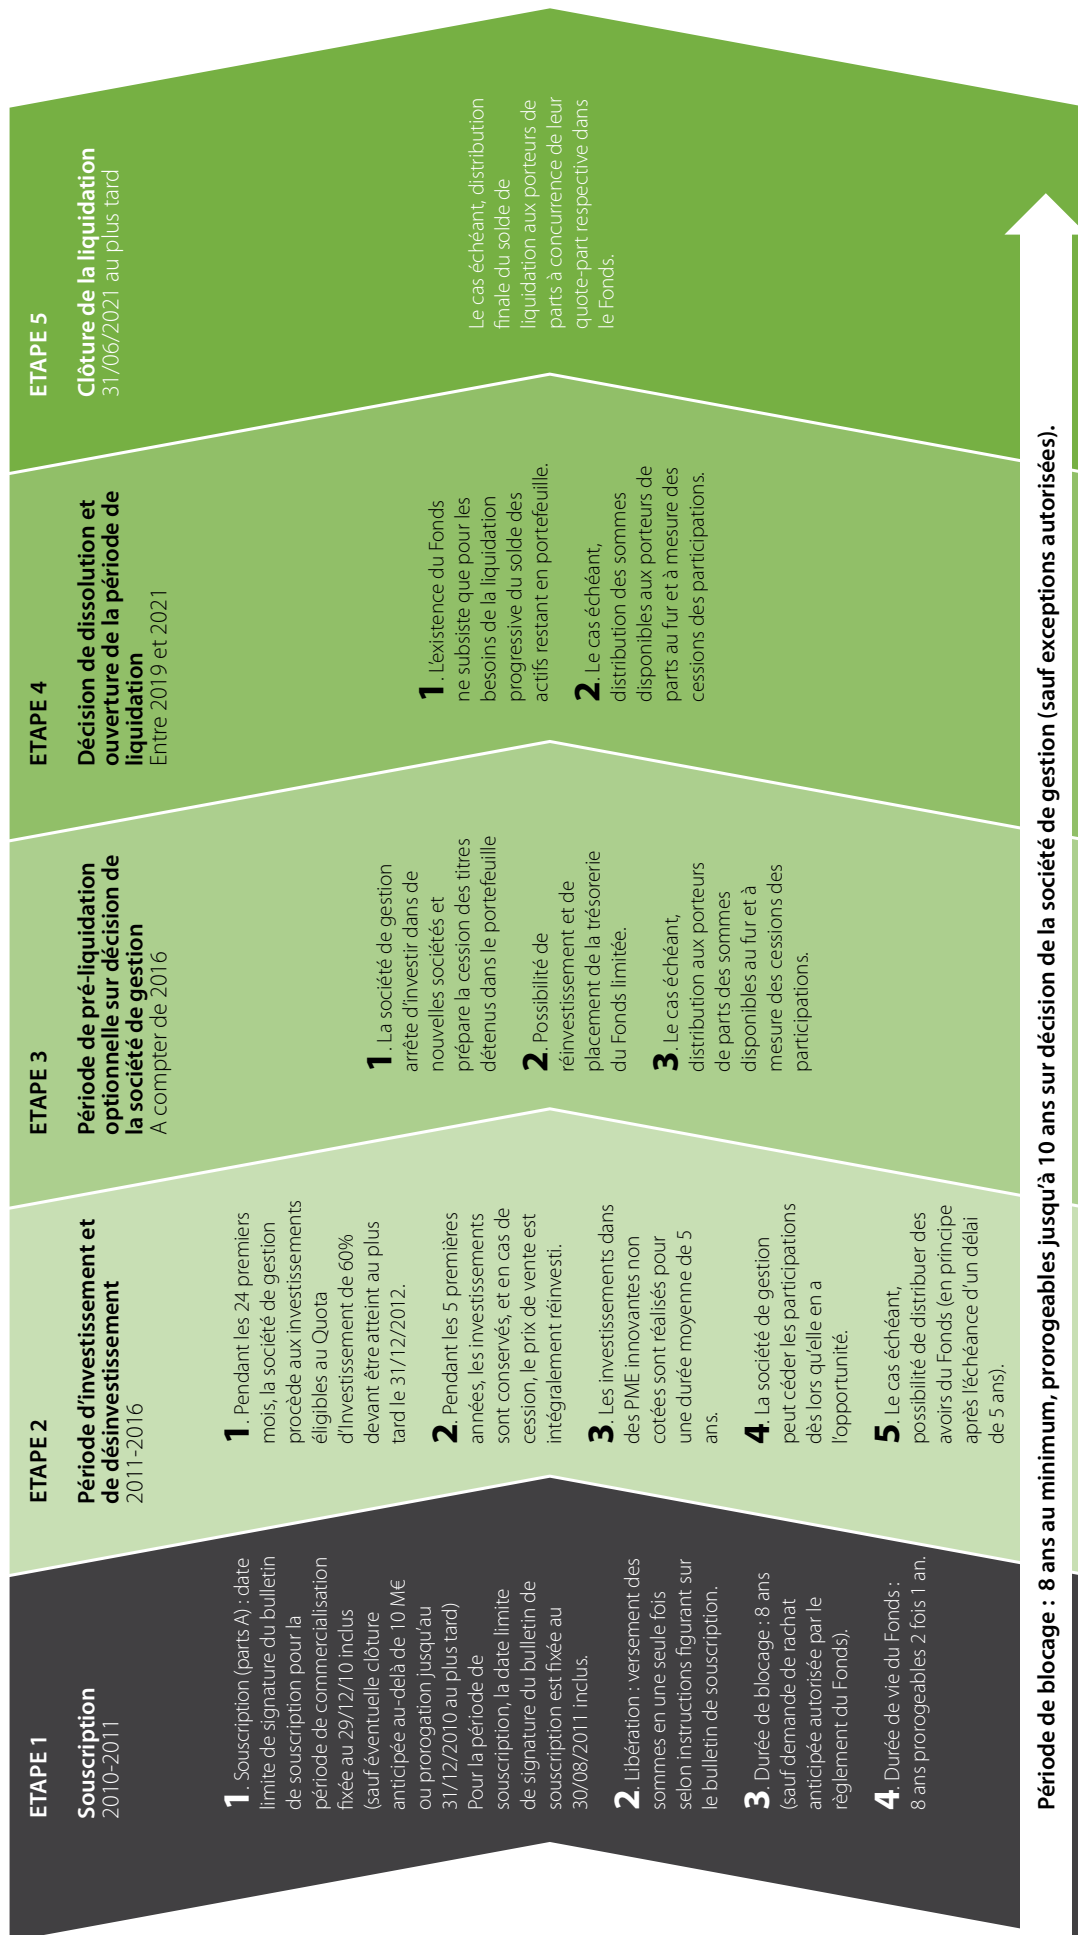 ETAPE 1
Souscription
2010-2011
1. Souscription (parts A) : date
limite de signature du bulletin
de souscription pour la
période de commercialisation
fixée au 29/12/10 inclus
(sauf éventuelle clôture
anticipée au-delà de 10 M€
ou prorogation jusqu'au
31/12/2010 au plus tard)
Pour la période de
souscription, la date limite
de signature du bulletin de
souscription est fixée au
30/08/2011 inclus.
2. Libération : versement des
sommes en une seule fois
selon instructions figurant sur
le bulletin de souscription.
3. Durée de blocage : 8 ans
(sauf demande de rachat
anticipée autorisée par le
règlement du Fonds).
4. Durée de vie du Fonds :
8 ans prorogeables 2 fois 1 an.
ETAPE 2
Période d'investissement et
de désinvestissement
2011-2016
1. Pendant les 24 premiers
mois, la société de gestion
procède aux investissements
éligibles au Quota
d'Investissement de 60%
devant être atteint au plus
tard le 31/12/2012.
2. Pendant les 5 premières
années, les investissements
sont conservés, et en cas de
cession, le prix de vente est
intégralement réinvesti.
3. Les investissements dans
des PME innovantes non
cotées sont réalisés pour
une durée moyenne de 5
ans.
4. La société de gestion
peut céder les participations
dès lors qu'elle en a
l'opportunité.
5. Le cas échéant,
possibilité de distribuer des
avoirs du Fonds (en principe
après l'échéance d'un délai
de 5 ans).
ETAPE 3
Période de pré-liquidation
optionnelle sur décision de
la société de gestion
A compter de 2016
1. La société de gestion
arrête d'investir dans de
nouvelles sociétés et
prépare la cession des titres
détenus dans le portefeuille
2. Possibilité de
réinvestissement et de
placement de la trésorerie
du Fonds limitée.
3. Le cas échéant,
distribution aux porteurs
de parts des sommes
disponibles au fur et à
mesure des cessions des
participations.
ETAPE 4
Décision de dissolution et
ouverture de la période de
liquidation
Entre 2019 et 2021
1. L'existence du Fonds
ne subsiste que pour les
besoins de la liquidation
progressive du solde des
actifs restant en portefeuille.
2. Le cas échéant,
distribution des sommes
disponibles aux porteurs de
parts au fur et à mesure des
cessions des participations.
ETAPE 5
Clôture de la liquidation
31/06/2021 au plus tard
Le cas échéant, distribution
finale du solde de
liquidation aux porteurs de
parts à concurrence de leur
quote-part respective dans
le Fonds.
Période de blocage : 8 ans au minimum, prorogeables jusqu'à 10 ans sur décision de la société de gestion (sauf exceptions autorisées).